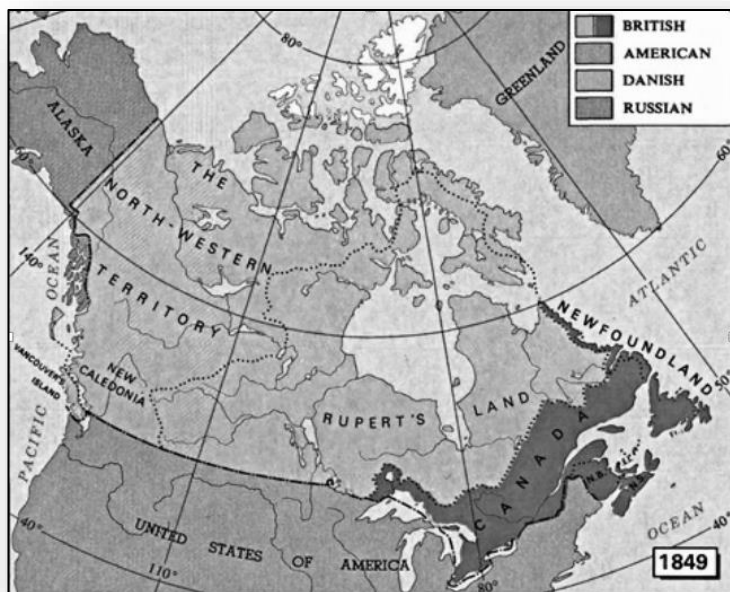 BRITISH
AMERICAN
DANISH
RUSSIAN
80°
GREENLAND
ALASKA
60°
60°
THE
NORTH-WESTERN
TERRITORY
140°
OCEAN
PACIFIC
ATLANTIC
OCEAN
NEWFOUNDLAND
50°
VANCOUVER'S
ISLAND
NEW
CALEDONIA
RUPERT'S
LAND
CANADA
N.B.
N.S.
40°
40°
UNITED STATES
OF AMERICA
110°
80°
1849